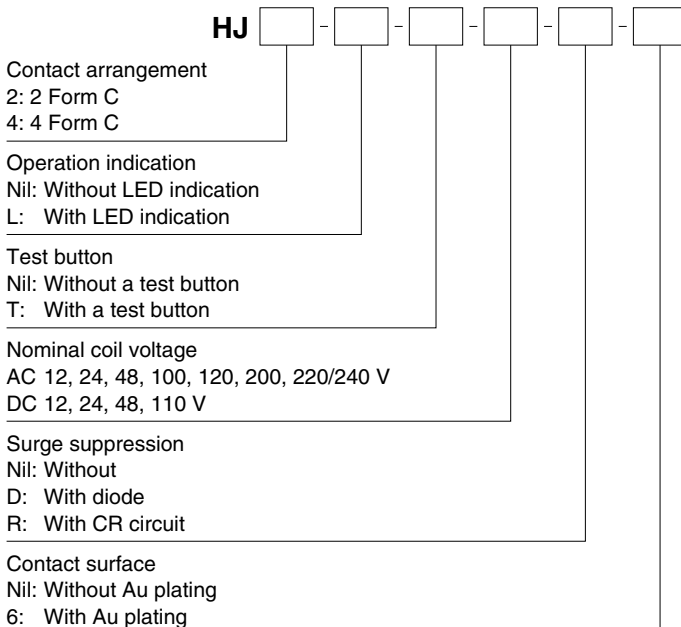 HJ - - - - -
Contact arrangement
2: 2 Form C
4: 4 Form C
Operation indication
Nil: Without LED indication
L: With LED indication
Test button
Nil: Without a test button
T: With a test button
Nominal coil voltage
AC 12, 24, 48, 100, 120, 200, 220/240 V
DC 12, 24, 48, 110 V
Surge suppression
Nil: Without
D: With diode
R: With CR circuit
Contact surface
Nil: Without Au plating
6: With Au plating